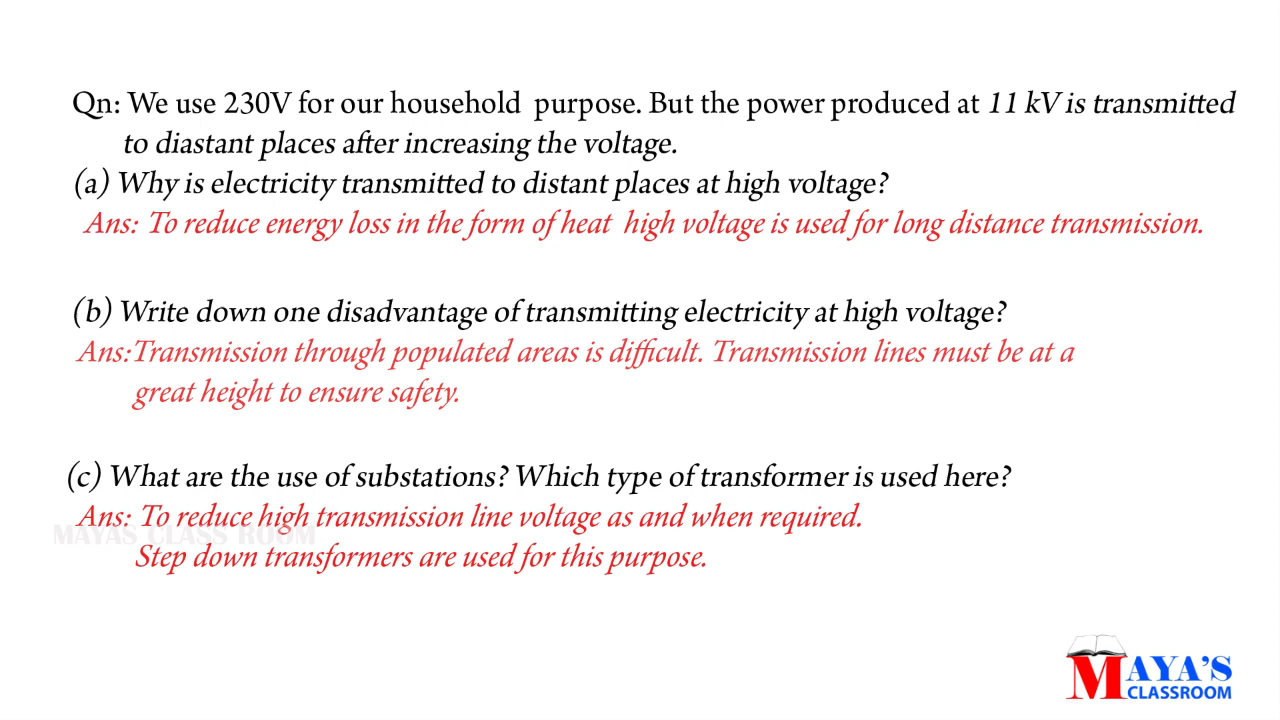 Qn: We use 230V for our household purpose. But the power produced at 11 kV is transmitted
to diastant places after increasing the voltage.
(a) Why is electricity transmitted to distant places at high voltage?
Ans: To reduce energy loss in the form of heat high voltage is used for long distance transmission.
(b) Write down one disadvantage of transmitting electricity at high voltage?
Ans:Transmission through populated areas is difficult. Transmission lines must be at a
great height to ensure safety.
(c) What are the use of substations? Which type of transformer is used here?
Ans: To reduce high transmission line voltage as and when required.
MAYAS CLASS ROOM
Step down transformers are used for this purpose.
MAYA'S
CLASSROOM